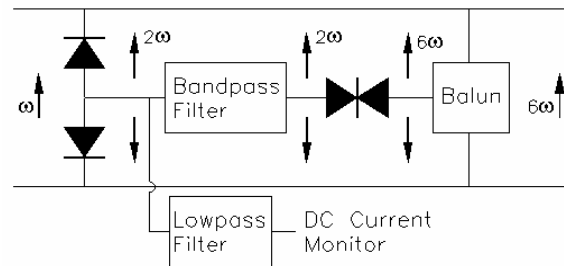 2ω
2ω
6ω
ω
Bandpass
Filter
Balun
6ω
Lowpass
Filter
DC Current
Monitor